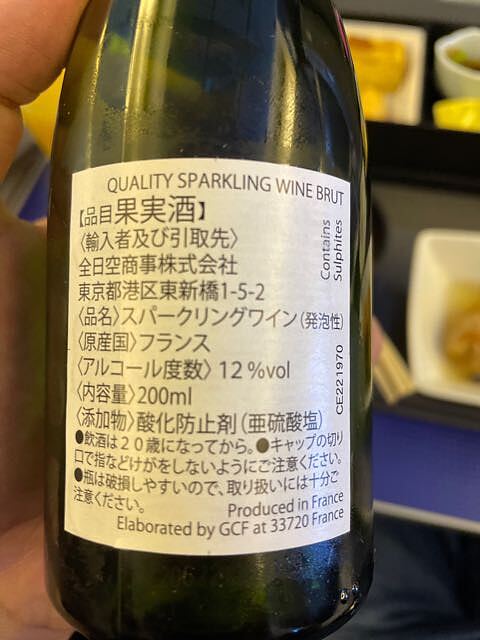 QUALITY SPARKLING WINE BRUT
【品目果実酒】
〈輸入者及び引取先〉
全日空商事株式会社
東京都港区東新橋1-5-2
〈品名〉スパークリングワイン(発泡性)
〈原産国〉フランス
〈アルコール度数〉12%vol
〈内容量〉200ml
〈添加物〉酸化防止剤(亜硫酸塩)
●飲酒は20歳になってから。●キャップの切り
口で指などけがをしないようにご注意ください。
●瓶は破損しやすいので、取り扱いには十分ご
注意ください。
Produced in France
Elaborated by GCF at 33720 France
Contains
Sulphites
CE22 1970